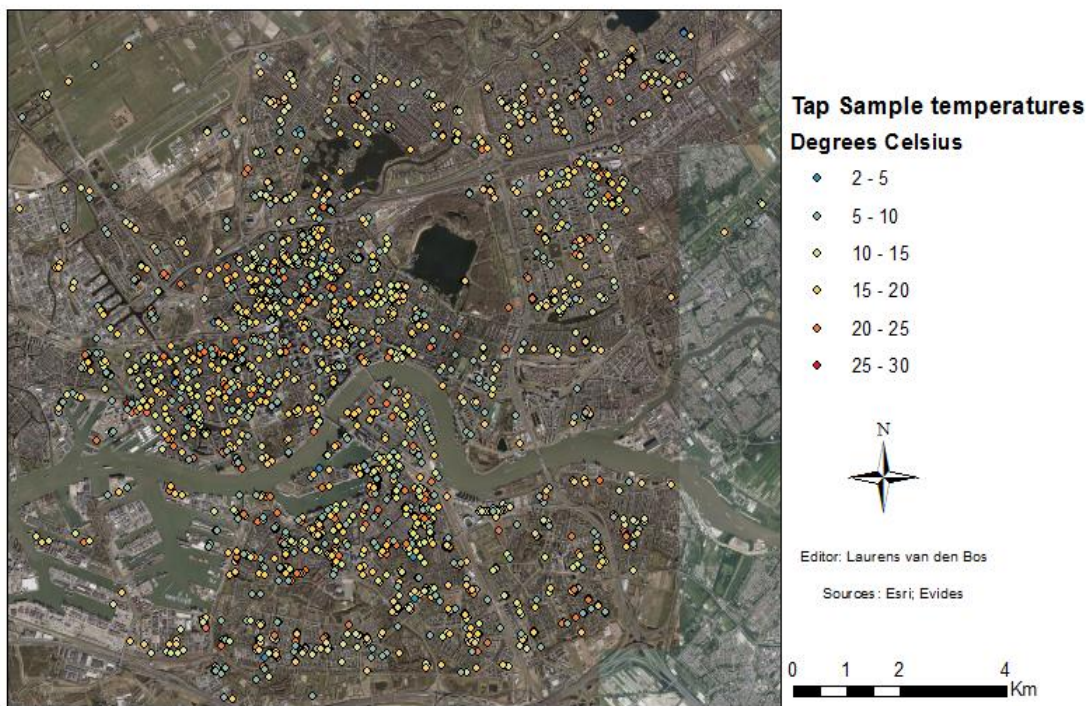 Tap Sample temperatures
Degrees Celsius
2 - 5
5 - 10
10 - 15
15 - 20
20 - 25
25 - 30
N
Editor: Laurens van den Bos
Sources: Esri; Evides
0 1 2 4
Km